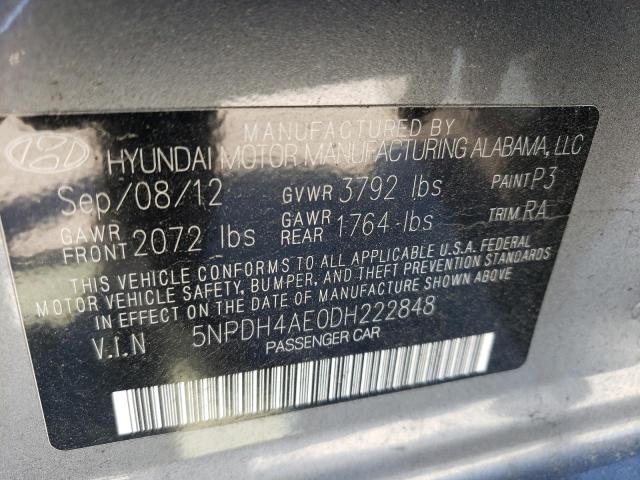 MANUFACTURED BY
HYUNDAI MOTOR MANUFACTURING ALABAMA, LLC
Sep/08/12 GVWR 3792 lbs PAINT P3
GAWR FRONT 2072 lbs GAWR REAR 1764 lbs TRIM RA
THIS VEHICLE CONFORMS TO ALL APPLICABLE U.S.A. FEDERAL
MOTOR VEHICLE SAFETY, BUMPER, AND THEFT PREVENTION STANDARDS
IN EFFECT ON THE DATE OF MANUFACTURE SHOWN ABOVE
V.I.N 5NPDH4AE0DH222848
PASSENGER CAR